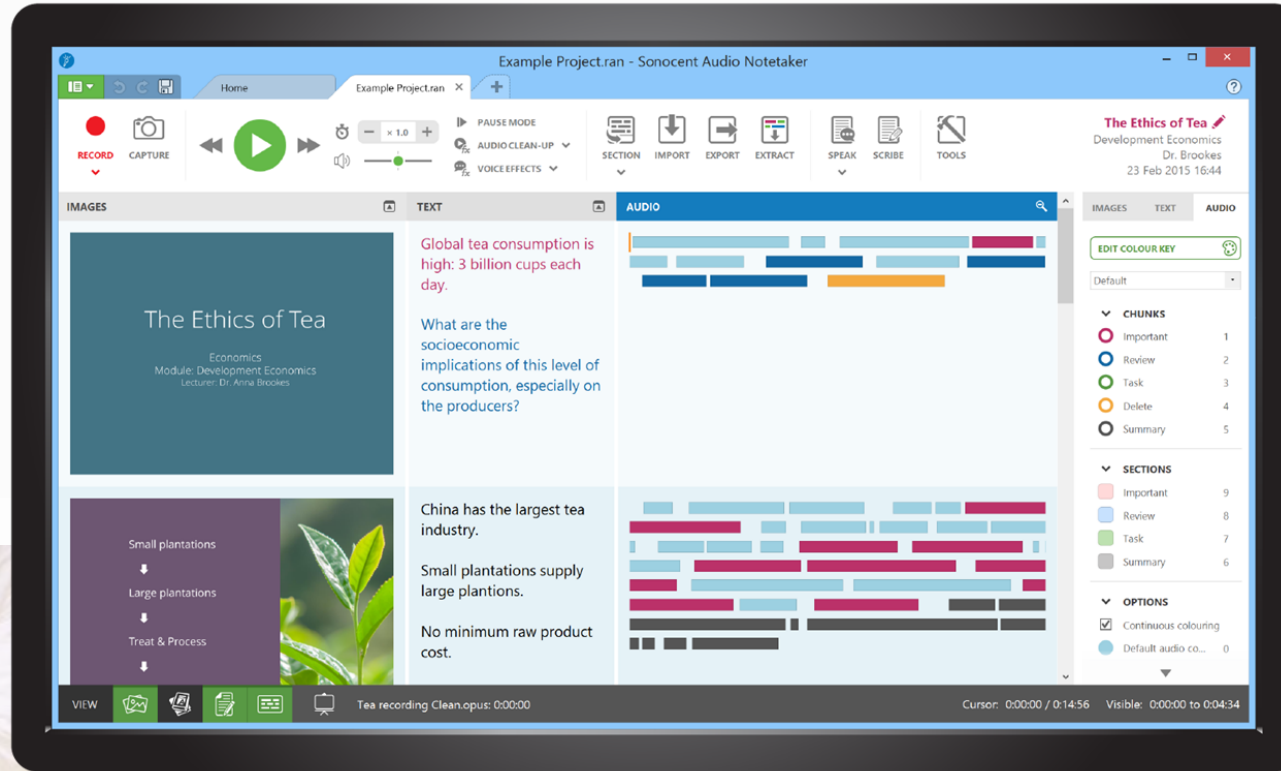 Example Project.ran - Sonocent Audio Notetaker
Home
Example Project.ran
RECORD
CAPTURE
× 1.0
PAUSE MODE
AUDIO CLEAN-UP
VOICE EFFECTS
SECTION
IMPORT
EXPORT
EXTRACT
SPEAK
SCRIBE
TOOLS
The Ethics of Tea
Development Economics
Dr. Brookes
23 Feb 2015 16:44
IMAGES
TEXT
AUDIO
The Ethics of Tea
Economics
Module: Development Economics
Lecturer: Dr. Anna Brookes
Global tea consumption is
high: 3 billion cups each
day.
What are the
socioeconomic
implications of this level of
consumption, especially on
the producers?
Small plantations
Large plantations
Treat & Process
China has the largest tea
industry.
Small plantations supply
large plantions.
No minimum raw product
cost.
IMAGES TEXT AUDIO
EDIT COLOUR KEY
Default
CHUNKS
Important 1
Review 2
Task 3
Delete 4
Summary 5
SECTIONS
Important 9
Review 8
Task 7
Summary 6
OPTIONS
Continuous colouring
Default audio co... 0
VIEW
Tea recording Clean.opus: 0:00:00
Cursor: 0:00:00 / 0:14:56
Visible: 0:00:00 to 0:04:34